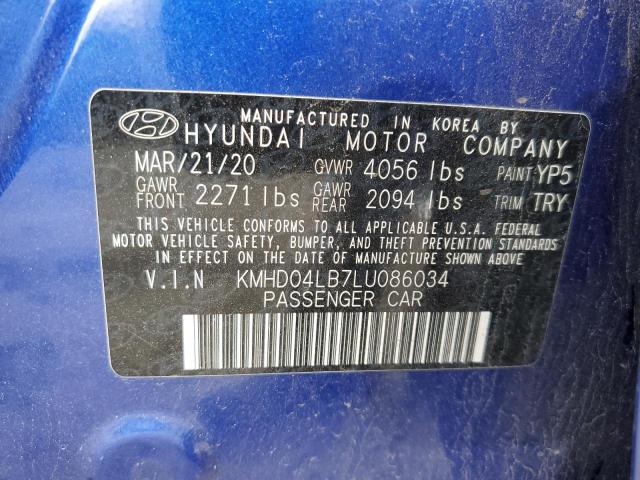 MANUFACTURED IN KOREA BY
HYUNDAI MOTOR COMPANY
MAR/21/20 GVWR 4056 lbs PAINT YP5
GAWR FRONT 2271 lbs GAWR REAR 2094 lbs TRIM TRY
THIS VEHICLE CONFORMS TO ALL APPLICABLE U.S.A. FEDERAL
MOTOR VEHICLE SAFETY, BUMPER, AND THEFT PREVENTION STANDARDS
IN EFFECT ON THE DATE OF MANUFACTURE SHOWN ABOVE.
V.I.N KMHD04LB7LU086034
PASSENGER CAR